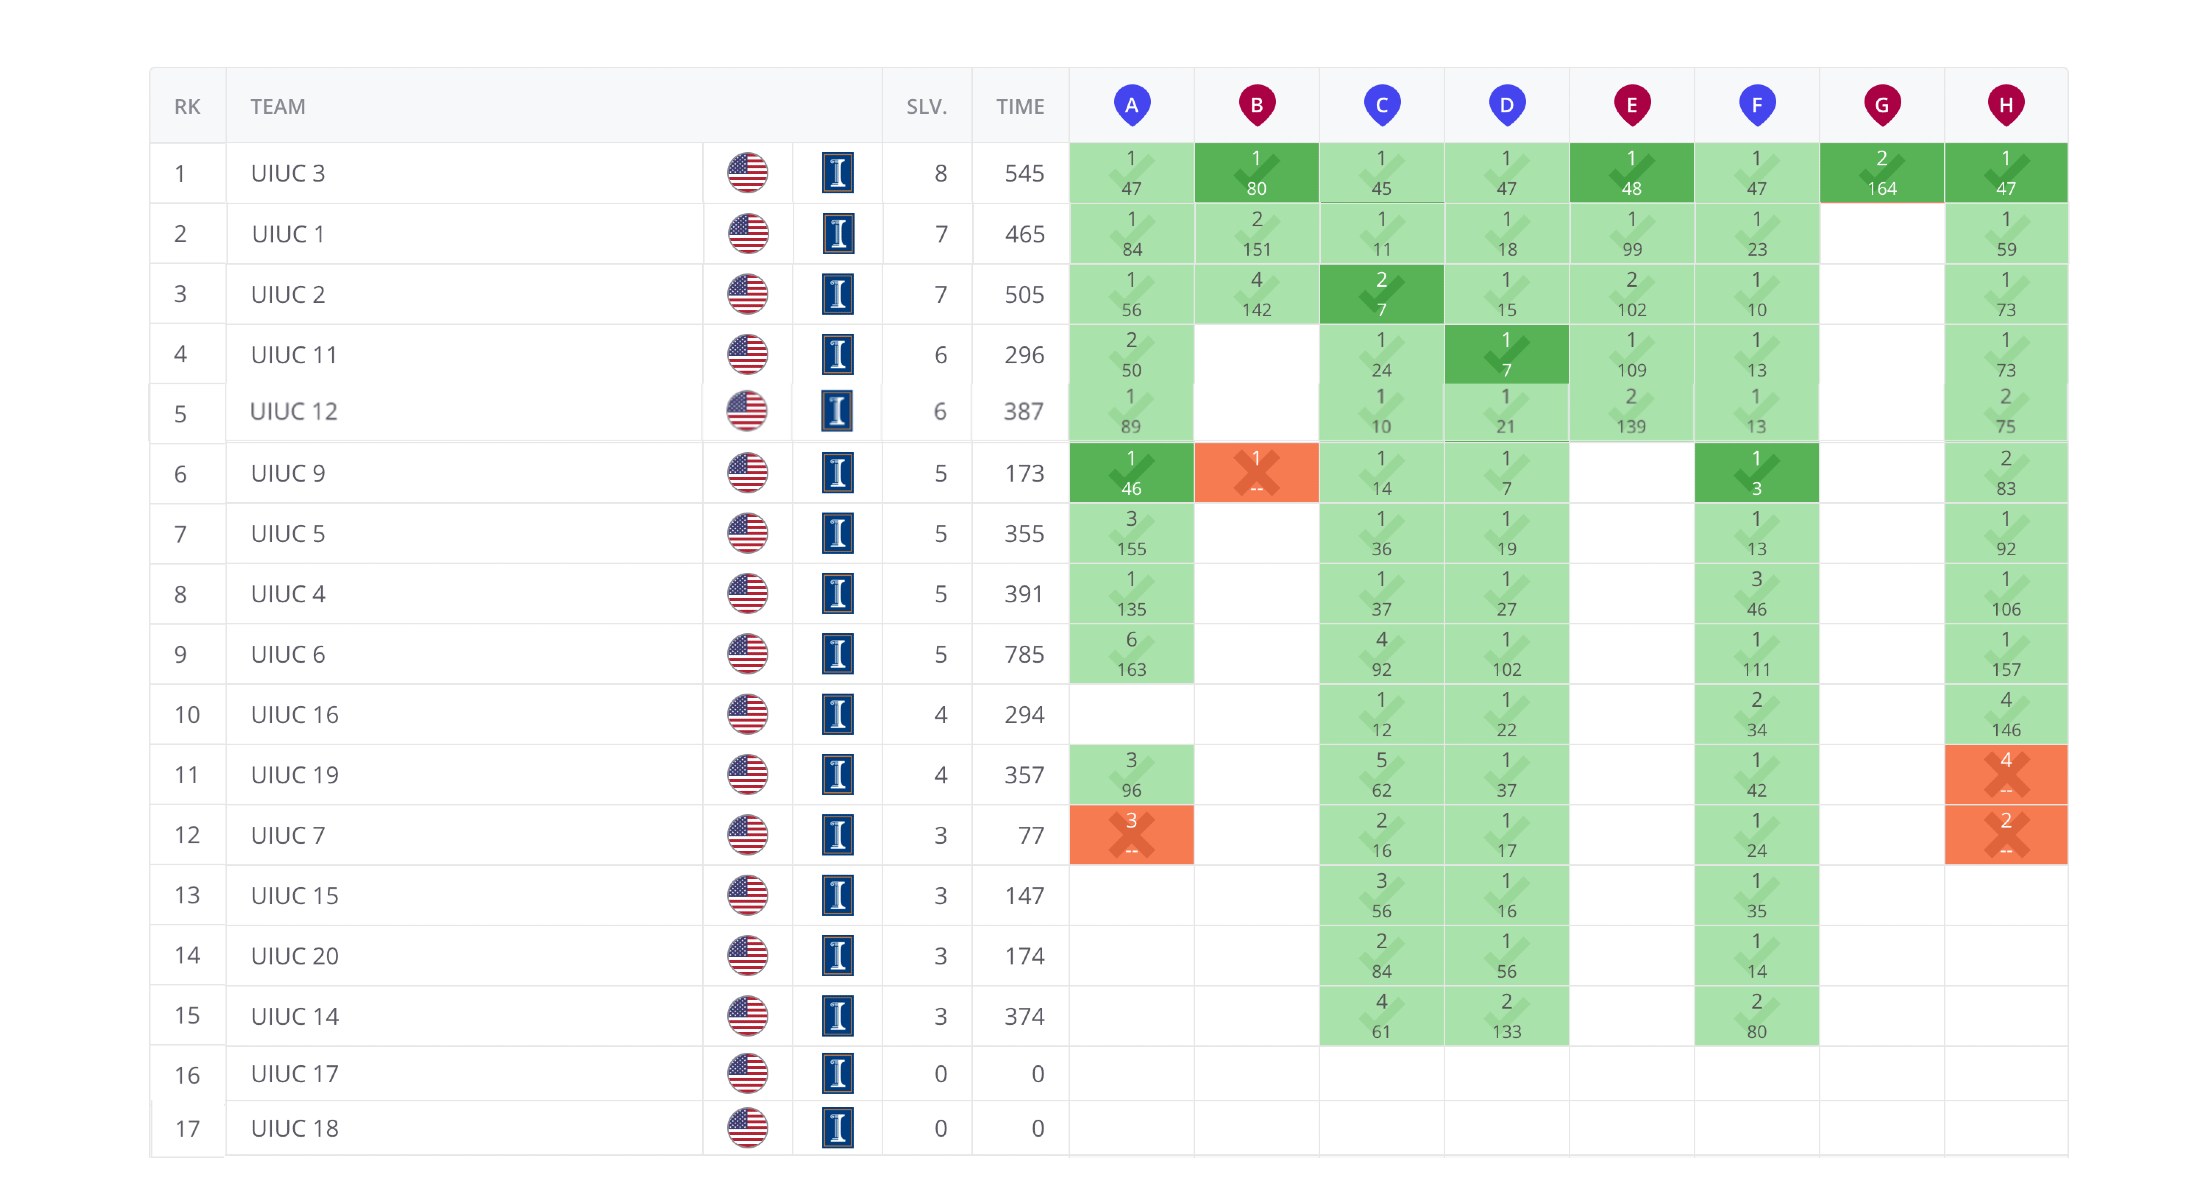 RK TEAM SLV. TIME A B C D E F G H
1 UIUC 3 8 545 1 47 1 80 1 45 1 47 1 48 1 47 2 164 1 47
2 UIUC 1 7 465 1 84 2 151 1 11 1 18 1 99 1 23 1 59
3 UIUC 2 7 505 1 56 4 142 2 7 1 15 2 102 1 10 1 73
4 UIUC 11 6 296 2 50 1 24 1 7 1 109 1 13 1 73
5 UIUC 12 6 387 1 89 1 10 1 21 2 139 1 13 2 75
6 UIUC 9 5 173 1 46 1 -- 1 14 1 7 1 3 2 83
7 UIUC 5 5 355 3 155 1 36 1 19 1 13 1 92
8 UIUC 4 5 391 1 135 1 37 1 27 3 46 1 106
9 UIUC 6 5 785 6 163 4 92 1 102 1 111 1 157
10 UIUC 16 4 294 1 12 1 22 2 34 4 146
11 UIUC 19 4 357 3 96 5 62 1 37 1 42 4 --
12 UIUC 7 3 77 3 -- 2 16 1 17 1 24 2 --
13 UIUC 15 3 147 3 56 1 16 1 35
14 UIUC 20 3 174 2 84 1 56 1 14
15 UIUC 14 3 374 4 61 2 133 2 80
16 UIUC 17 0 0
17 UIUC 18 0 0